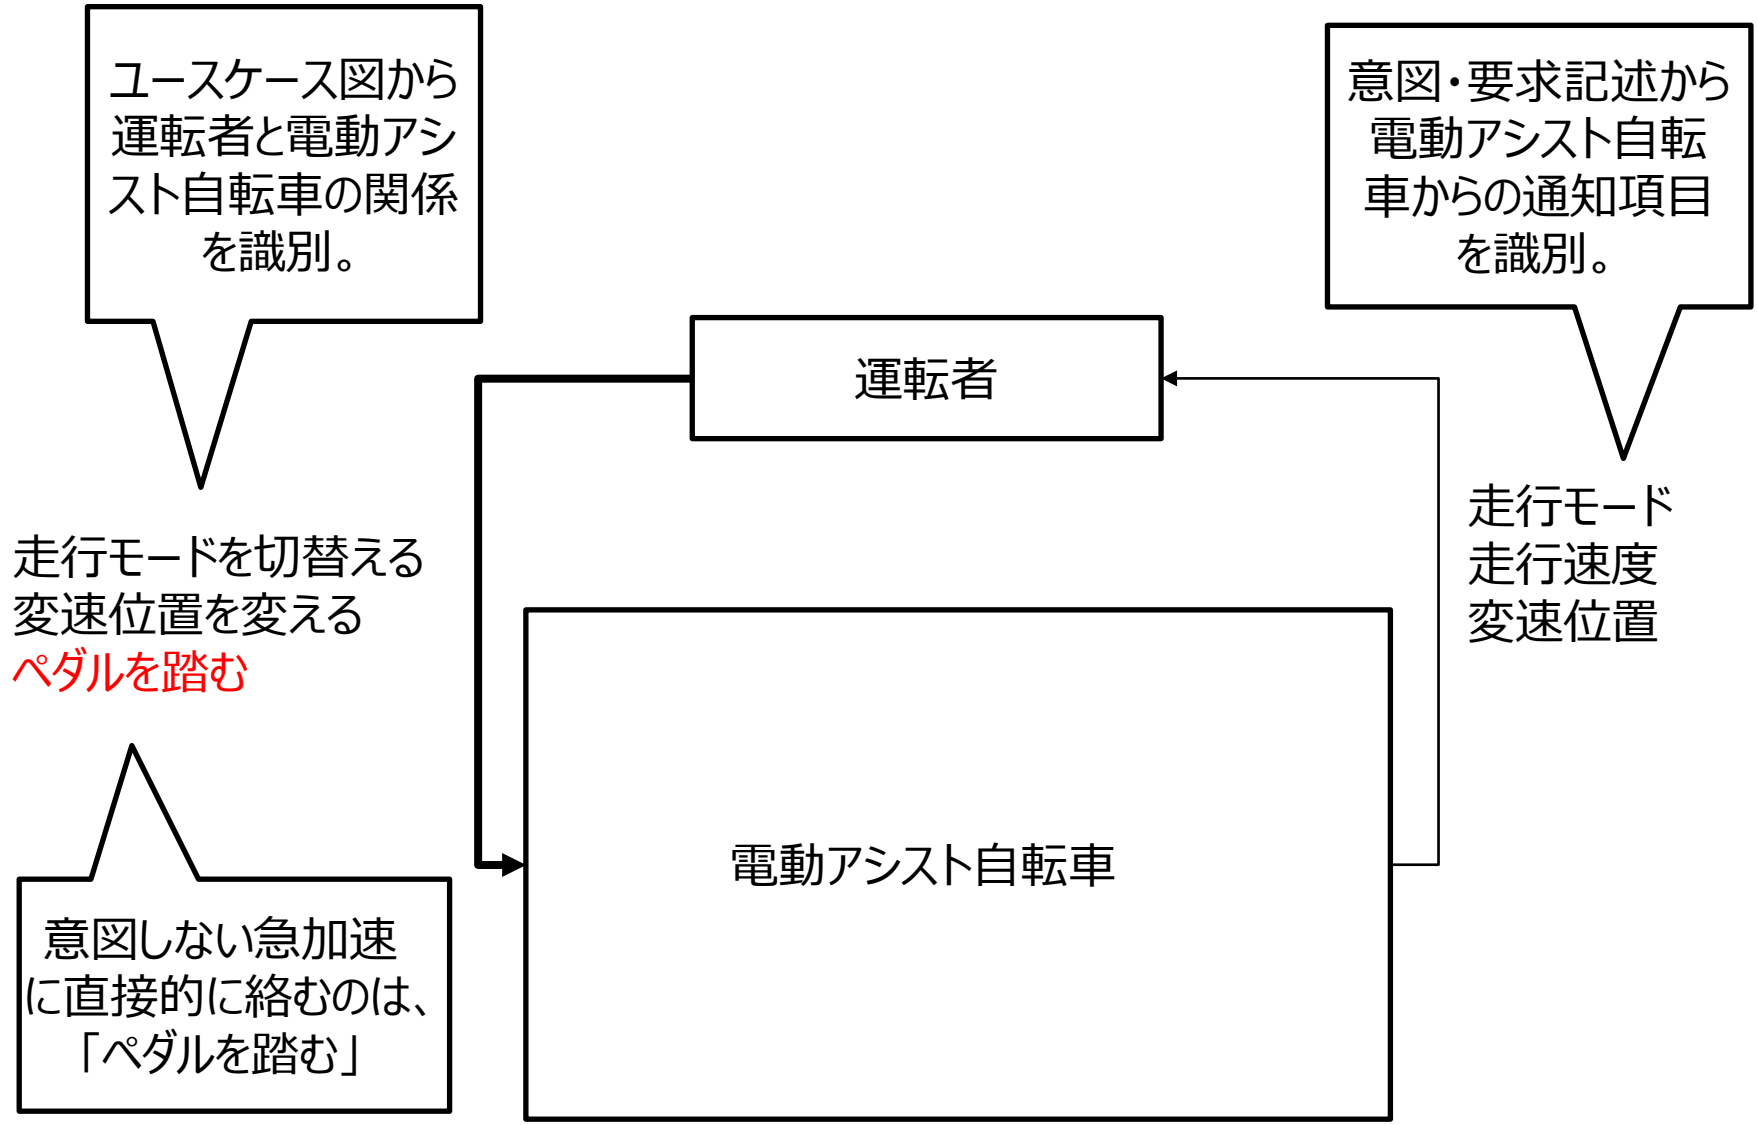 ユースケース図から
運転者と電動アシ
スト自転車の関係
を識別。
意図・要求記述から
電動アシスト自転
車からの通知項目
を識別。
運転者
走行モードを切替える
変速位置を変える
ペダルを踏む
走行モード
走行速度
変速位置
電動アシスト自転車
意図しない急加速
に直接的に絡むのは、
「ペダルを踏む」